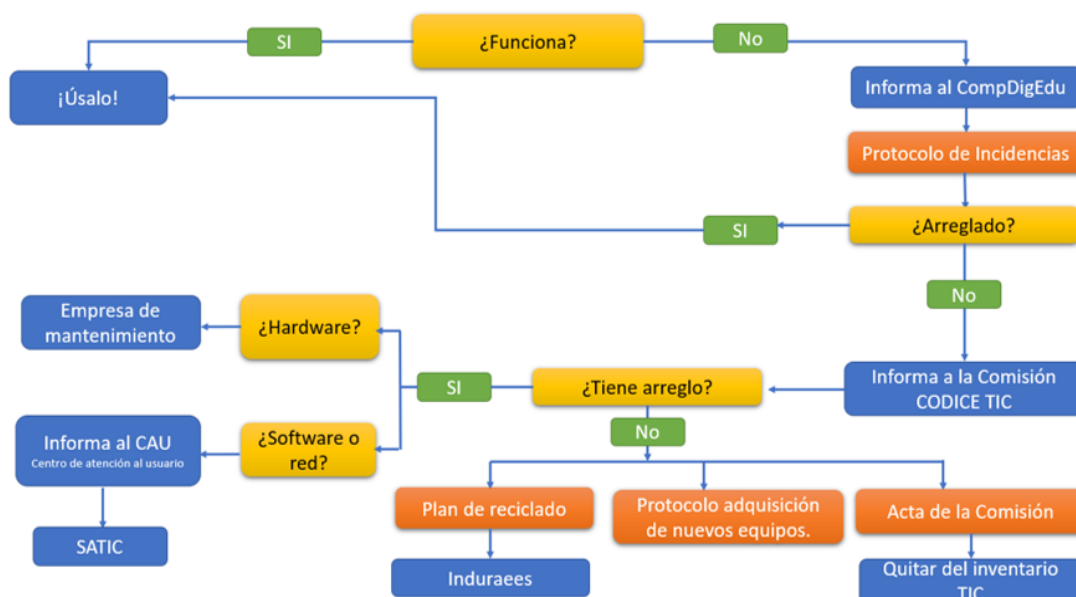 SI
¿Funciona?
No
¡Úsalo!
Informa al CompDigEdu
Protocolo de Incidencias
SI
¿Arreglado?
No
Empresa de
mantenimiento
¿Hardware?
SI
¿Tiene arreglo?
Informa a la Comisión
CODICE TIC
Informa al CAU
Centro de atención al usuario
¿Software o
red?
No
Plan de reciclado
Protocolo adquisición
de nuevos equipos.
Acta de la Comisión
SATIC
Induraees
Quitar del inventario
TIC